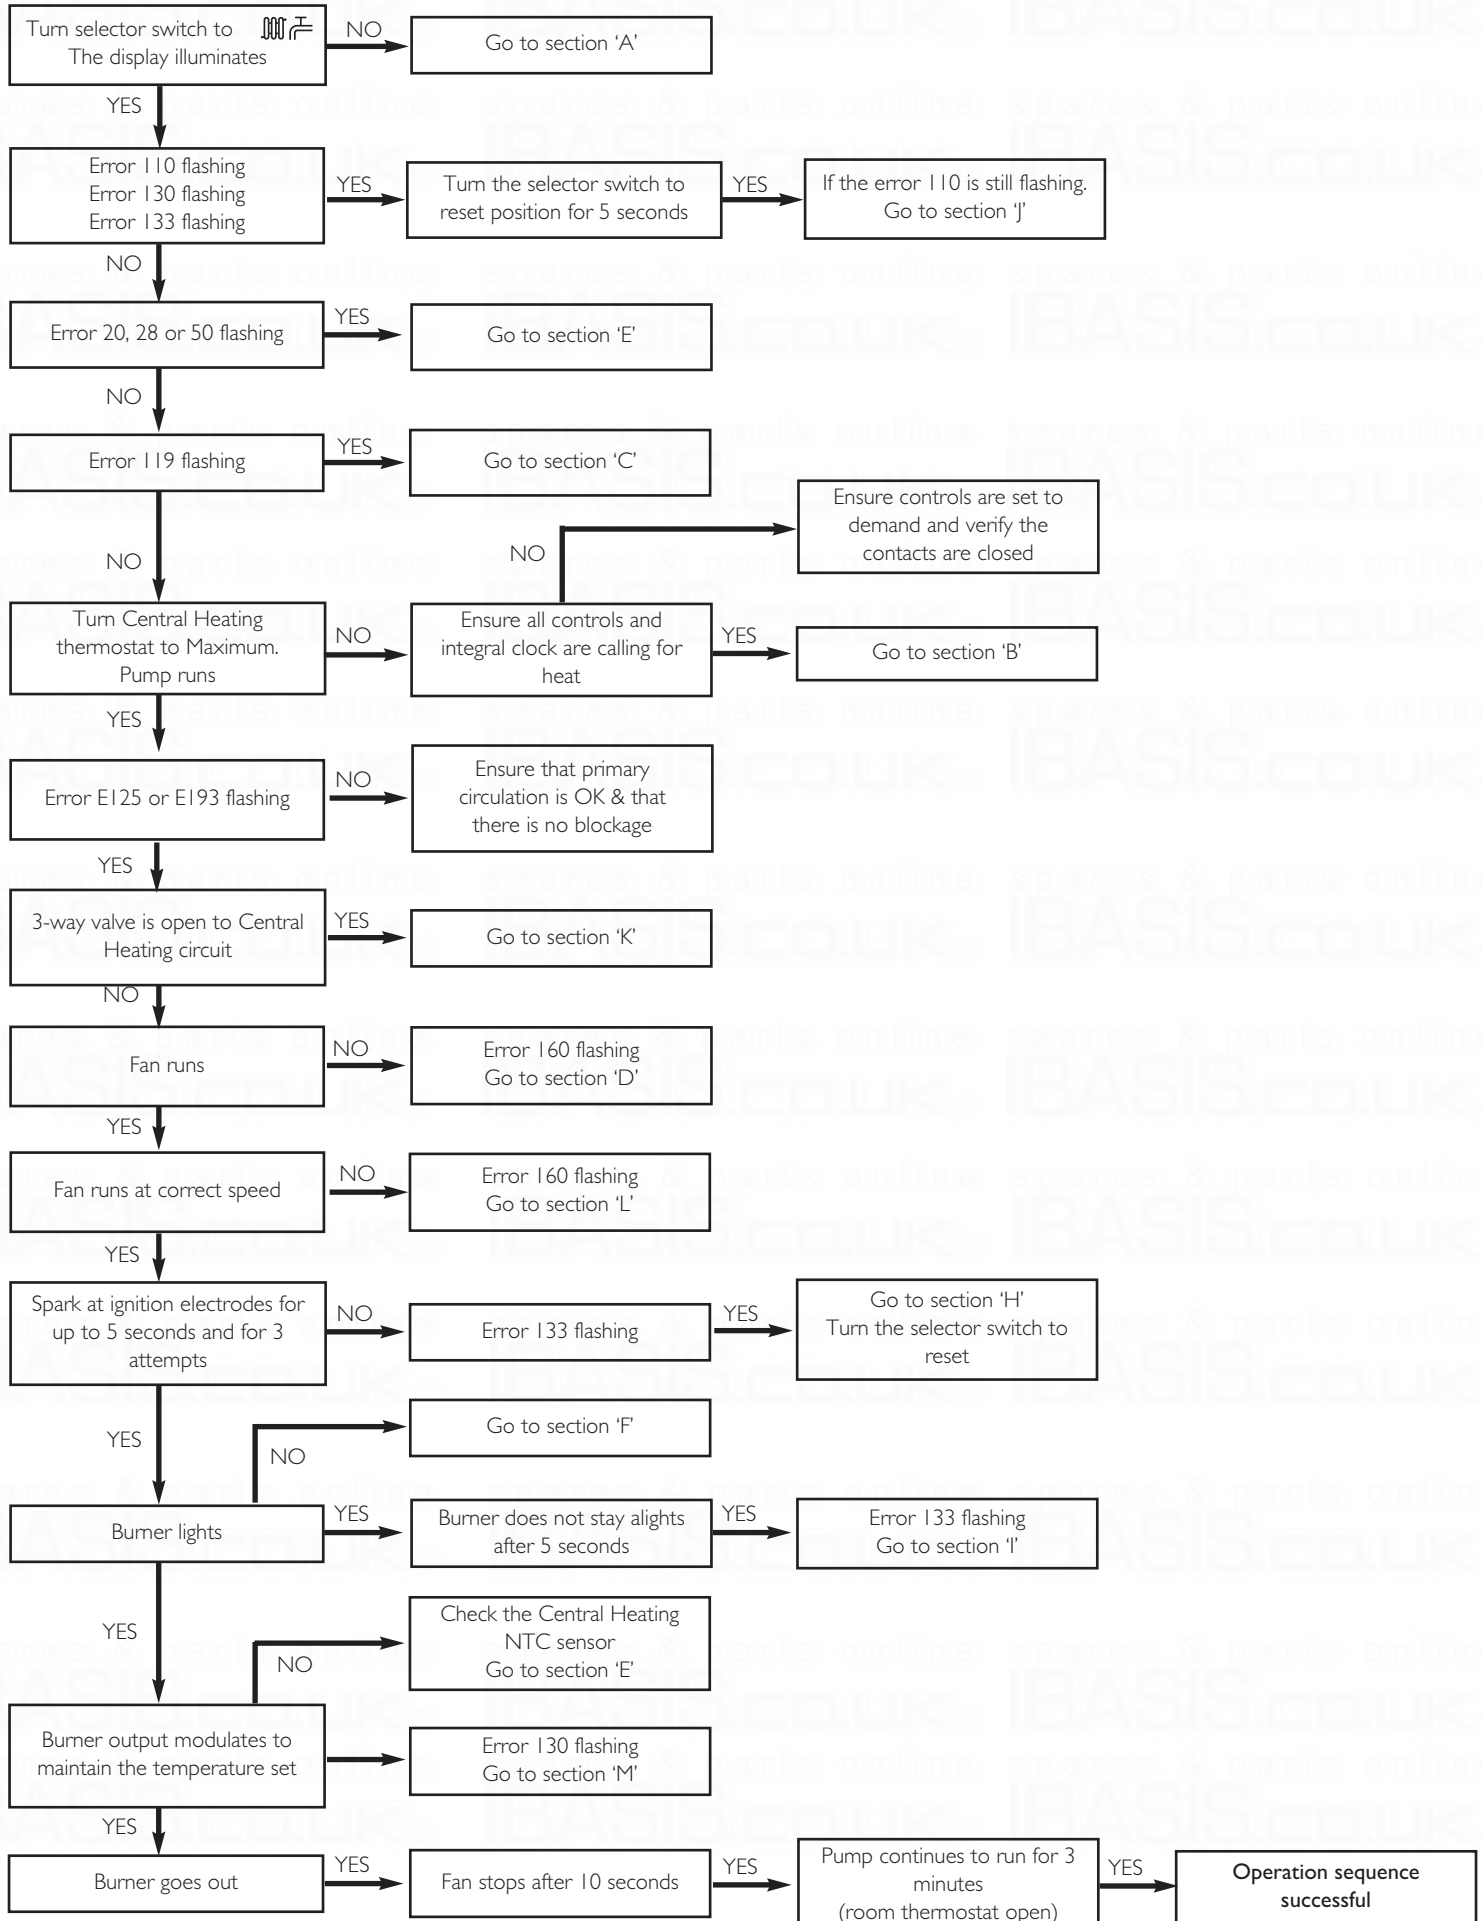 Turn selector switch to
The display illuminates
NO
Go to section ‘A’
YES
Error 110 flashing
Error 130 flashing
Error 133 flashing
YES
Turn the selector switch to
reset position for 5 seconds
YES
If the error 110 is still flashing.
Go to section ‘J’
NO
Error 20, 28 or 50 flashing
YES
Go to section ‘E’
NO
Error 119 flashing
YES
Go to section ‘C’
NO
Turn Central Heating
thermostat to Maximum.
Pump runs
NO
Ensure all controls and
integral clock are calling for
heat
NO
Ensure controls are set to
demand and verify the
contacts are closed
YES
Go to section ‘B’
YES
Error E125 or E193 flashing
NO
Ensure that primary
circulation is OK & that
there is no blockage
YES
3-way valve is open to Central
Heating circuit
YES
Go to section ‘K’
NO
Fan runs
NO
Error 160 flashing
Go to section ‘D’
YES
Fan runs at correct speed
NO
Error 160 flashing
Go to section ‘L’
YES
Spark at ignition electrodes for
up to 5 seconds and for 3
attempts
NO
Error 133 flashing
YES
Go to section ‘H’
Turn the selector switch to
reset
YES
NO
Go to section ‘F’
Burner lights
YES
Burner does not stay alights
after 5 seconds
YES
Error 133 flashing
Go to section ‘I’
YES
NO
Check the Central Heating
NTC sensor
Go to section ‘E’
Burner output modulates to
maintain the temperature set
Error 130 flashing
Go to section ‘M’
YES
Burner goes out
YES
Fan stops after 10 seconds
YES
Pump continues to run for 3
minutes
(room thermostat open)
YES
Operation sequence
successful
spares & parts online
IBASIS.co.uk